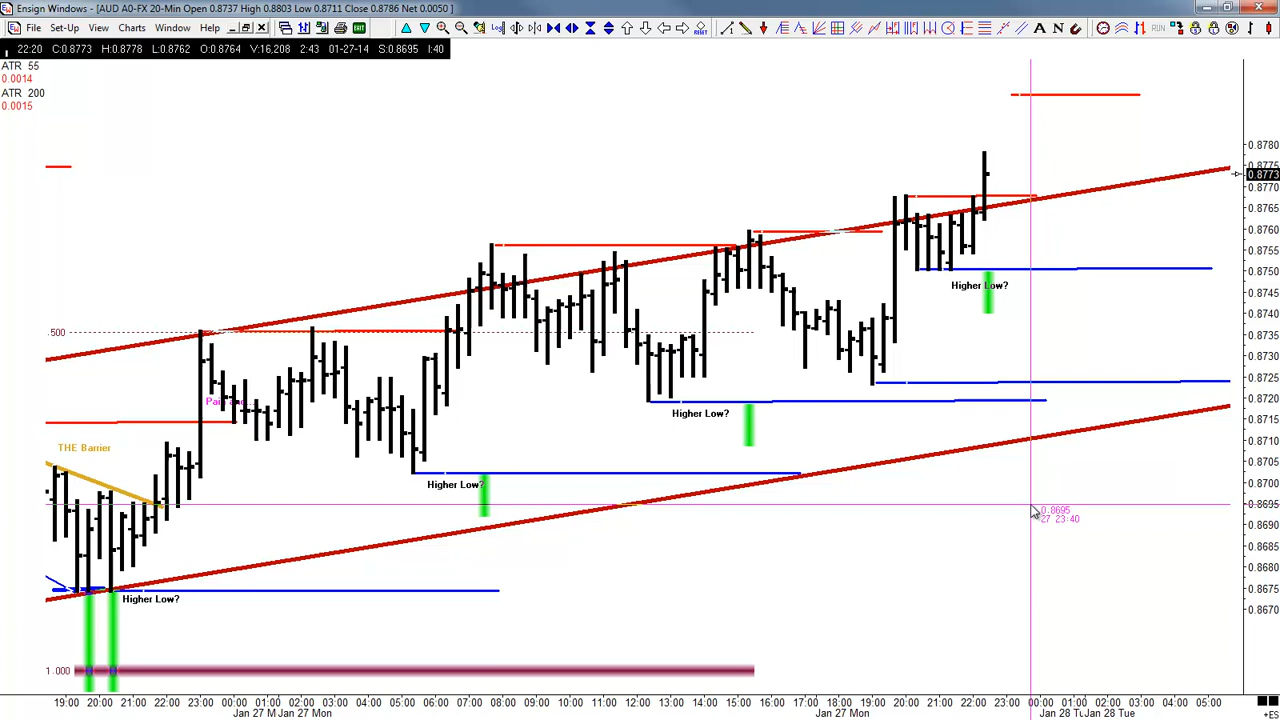 Ensign Windows - [AUD A0-FX 20-Min Open 0.8737 High 0.8803 Low 0.8711 Close 0.8786 Net 0.0050 ]
File Set-Up Windows Charts Window Help
22:20 C:0.8773 H:0.8778 L:0.8762 O:0.8764 V:16,208 2:43 01-27-14 S:0.8695 I:40
ATR 55
0.0014
ATR 200
0.0015
0.8780
0.8775
0.8773
0.8770
0.8765
0.8760
0.8755
0.8750
Higher Low?
0.8745
0.8740
.500
0.8735
0.8730
0.8725
0.8720
Higher Low?
0.8715
0.8710
THE Barrier
0.8705
0.8700
Higher Low?
0.8695
0.8695
27 23:40
0.8690
0.8685
0.8680
0.8675
Higher Low?
0.8670
1.000
19:00 20:00 21:00 22:00 23:00 00:00 01:00 02:00 03:00 04:00 05:00 06:00 07:00 08:00 09:00 10:00 11:00 12:00 13:00 14:00 15:00 16:00 17:00 18:00 19:00 20:00 21:00 22:00 23:00 00:00 01:00 02:00 03:00 04:00 05:00
Jan 27 M Jan 27 Mon Jan 27 Mon Jan 28 Tu Jan 28 Tue
+ES